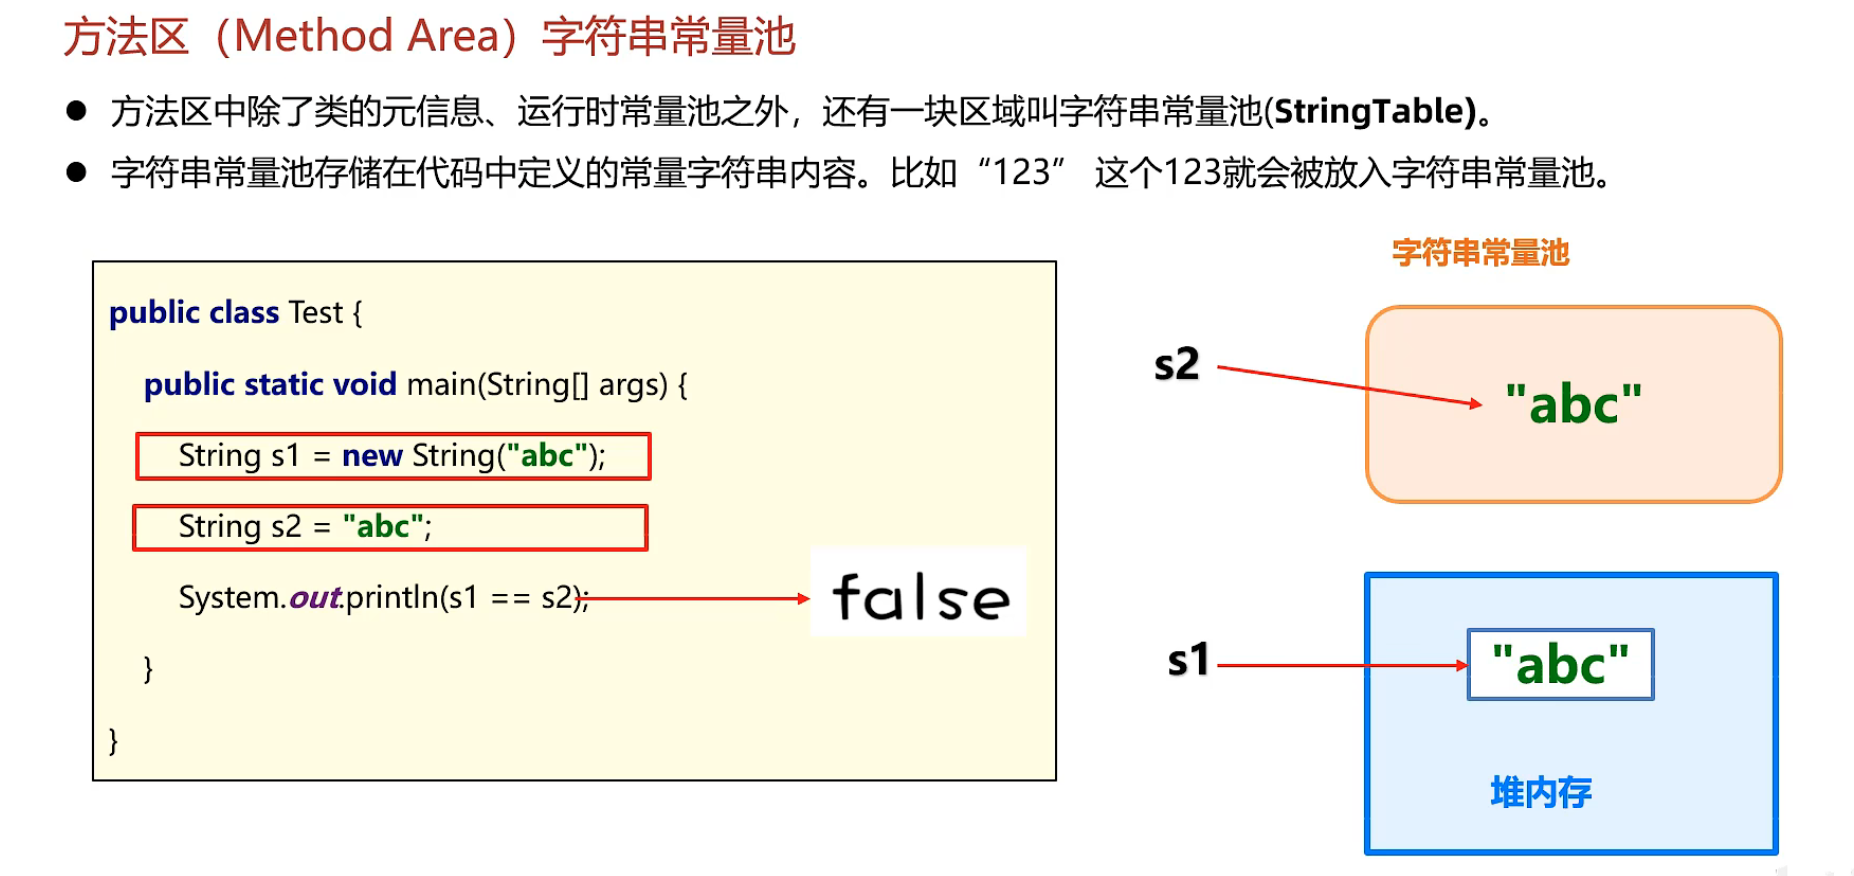 方法区（Method Area）字符串常量池
● 方法区中除了类的元信息、运行时常量池之外，还有一块区域叫字符串常量池(StringTable)。
● 字符串常量池存储在代码中定义的常量字符串内容。比如“123” 这个123就会被放入字符串常量池。
public class Test {
public static void main(String[] args) {
String s1 = new String("abc");
String s2 = "abc";
System.out.println(s1 == s2);
false
}
}
字符串常量池
s2
"abc"
s1
"abc"
堆内存